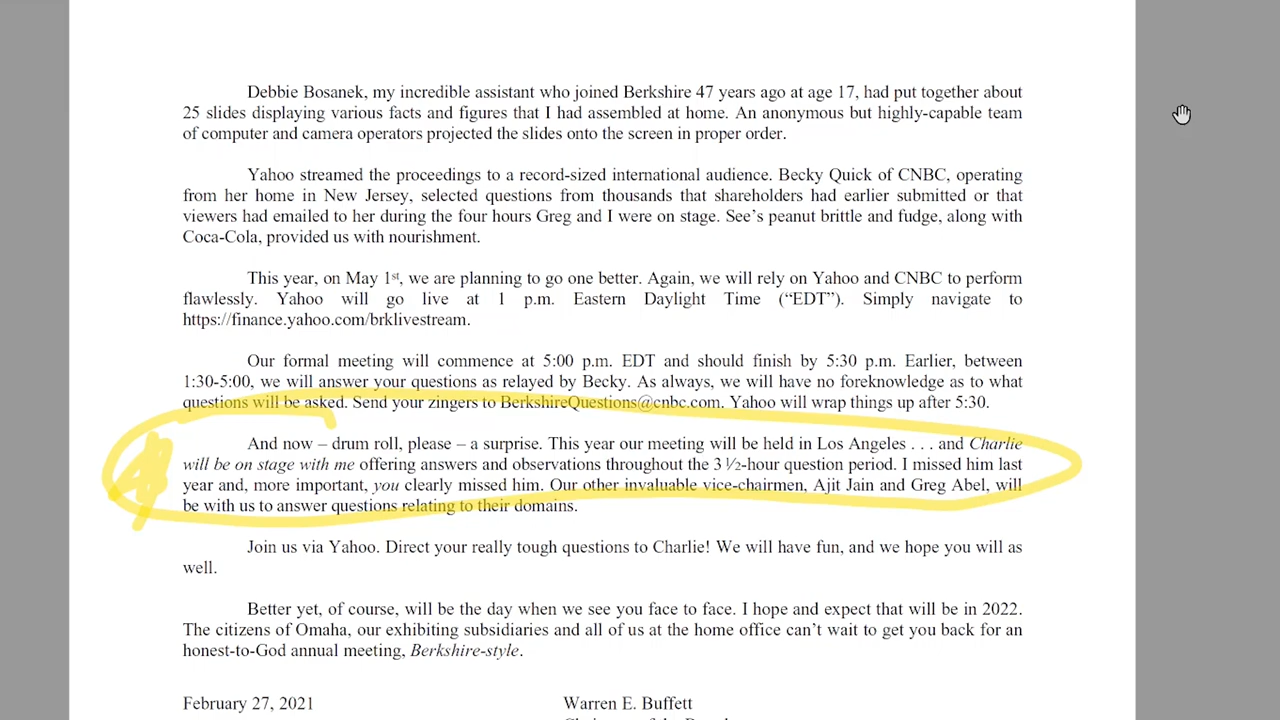 Debbie Bosanek, my incredible assistant who joined Berkshire 47 years ago at age 17, had put together about
25 slides displaying various facts and figures that I had assembled at home. An anonymous but highly-capable team
of computer and camera operators projected the slides onto the screen in proper order.
Yahoo streamed the proceedings to a record-sized international audience. Becky Quick of CNBC, operating
from her home in New Jersey, selected questions from thousands that shareholders had earlier submitted or that
viewers had emailed to her during the four hours Greg and I were on stage. See’s peanut brittle and fudge, along with
Coca-Cola, provided us with nourishment.
This year, on May 1st, we are planning to go one better. Again, we will rely on Yahoo and CNBC to perform
flawlessly. Yahoo will go live at 1 p.m. Eastern Daylight Time (“EDT”). Simply navigate to
https://finance.yahoo.com/brklivestream.
Our formal meeting will commence at 5:00 p.m. EDT and should finish by 5:30 p.m. Earlier, between
1:30-5:00, we will answer your questions as relayed by Becky. As always, we will have no foreknowledge as to what
questions will be asked. Send your zingers to BerkshireQuestions@cnbc.com. Yahoo will wrap things up after 5:30.
And now – drum roll, please – a surprise. This year our meeting will be held in Los Angeles . . . and Charlie
will be on stage with me offering answers and observations throughout the 3 ½-hour question period. I missed him last
year and, more important, you clearly missed him. Our other invaluable vice-chairmen, Ajit Jain and Greg Abel, will
be with us to answer questions relating to their domains.
Join us via Yahoo. Direct your really tough questions to Charlie! We will have fun, and we hope you will as
well.
Better yet, of course, will be the day when we see you face to face. I hope and expect that will be in 2022.
The citizens of Omaha, our exhibiting subsidiaries and all of us at the home office can’t wait to get you back for an
honest-to-God annual meeting, Berkshire-style.
February 27, 2021 Warren E. Buffett